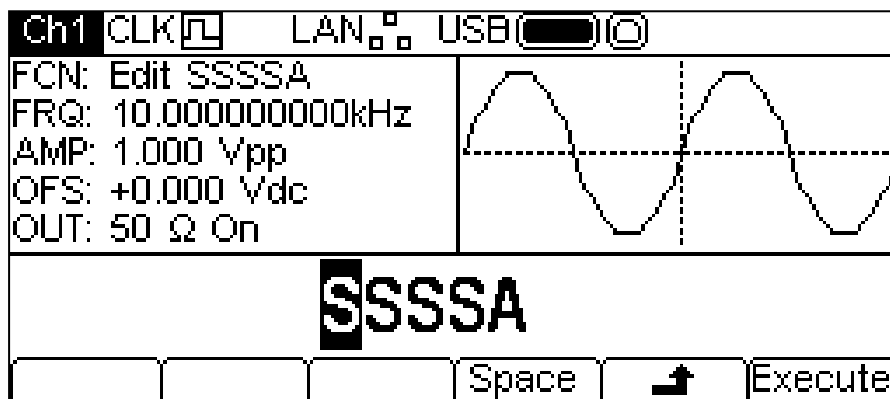 Ch1 CLK LAN USB
FCN: Edit SSSSA
FRQ: 10.000000000kHz
AMP: 1.000 Vpp
OFS: +0.000 Vdc
OUT: 50 Ω On
SSSSA
Space Execute